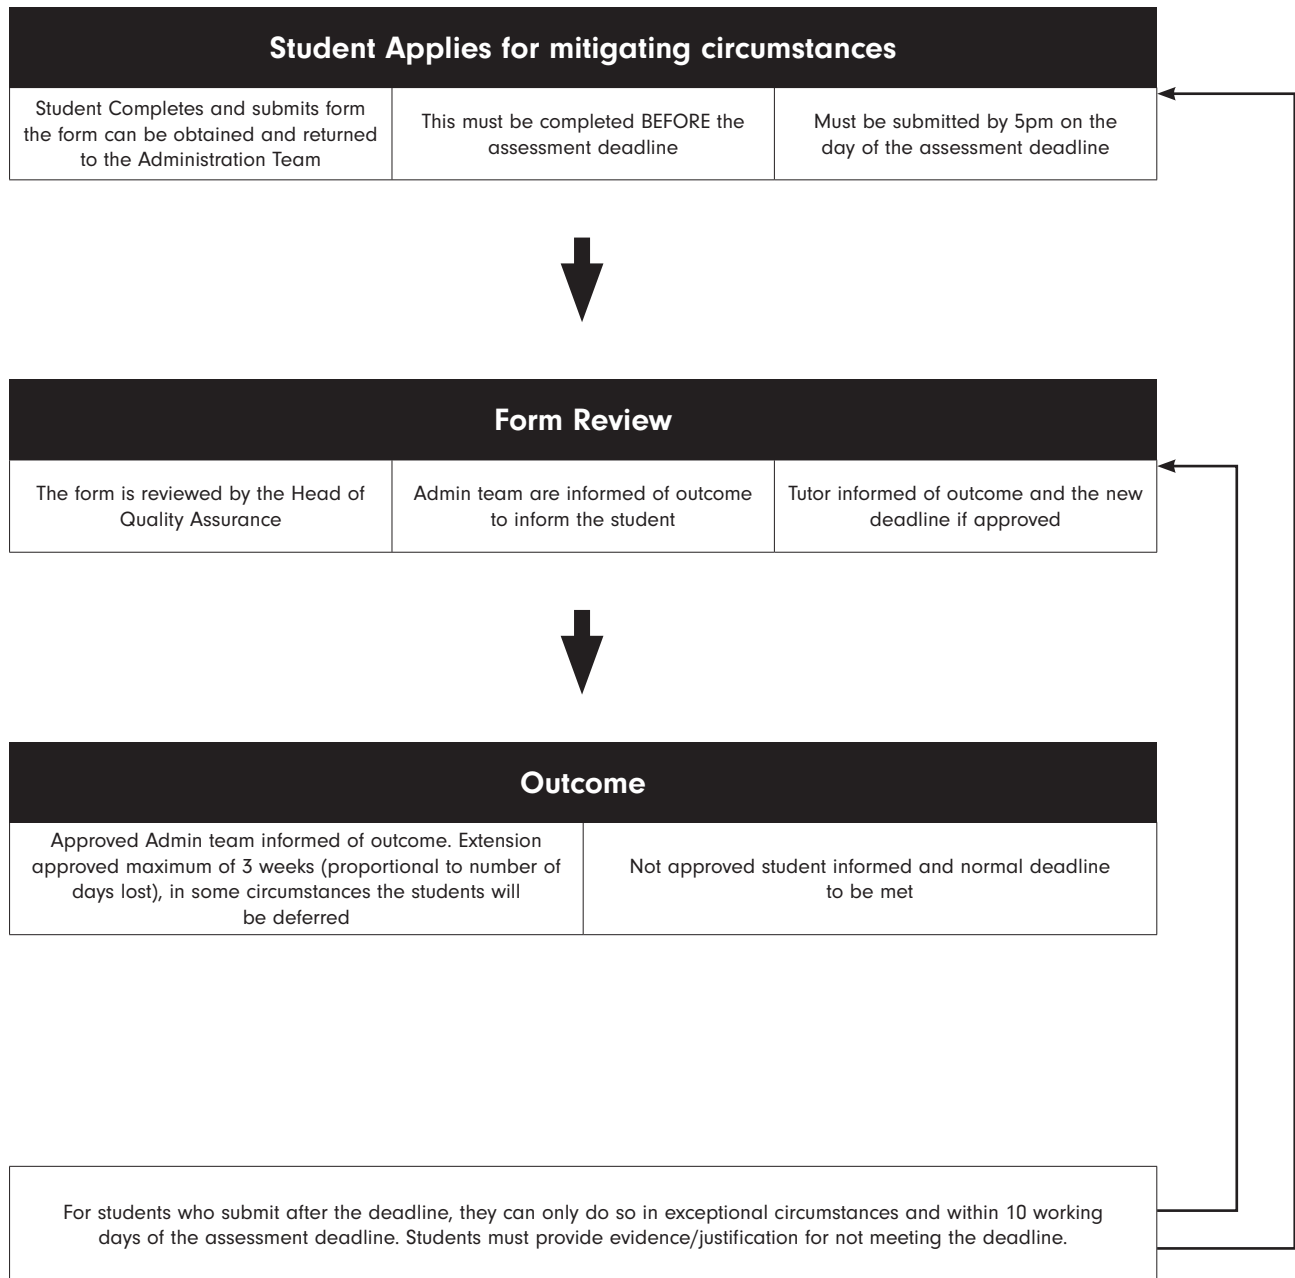 Student Applies for mitigating circumstances
Student Completes and submits form
the form can be obtained and returned
to the Administration Team
This must be completed BEFORE the
assessment deadline
Must be submitted by 5pm on the
day of the assessment deadline
Form Review
The form is reviewed by the Head of
Quality Assurance
Admin team are informed of outcome
to inform the student
Tutor informed of outcome and the new
deadline if approved
Outcome
Approved Admin team informed of outcome. Extension
approved maximum of 3 weeks (proportional to number of
days lost), in some circumstances the students will
be deferred
Not approved student informed and normal deadline
to be met
For students who submit after the deadline, they can only do so in exceptional circumstances and within 10 working
days of the assessment deadline. Students must provide evidence/justification for not meeting the deadline.